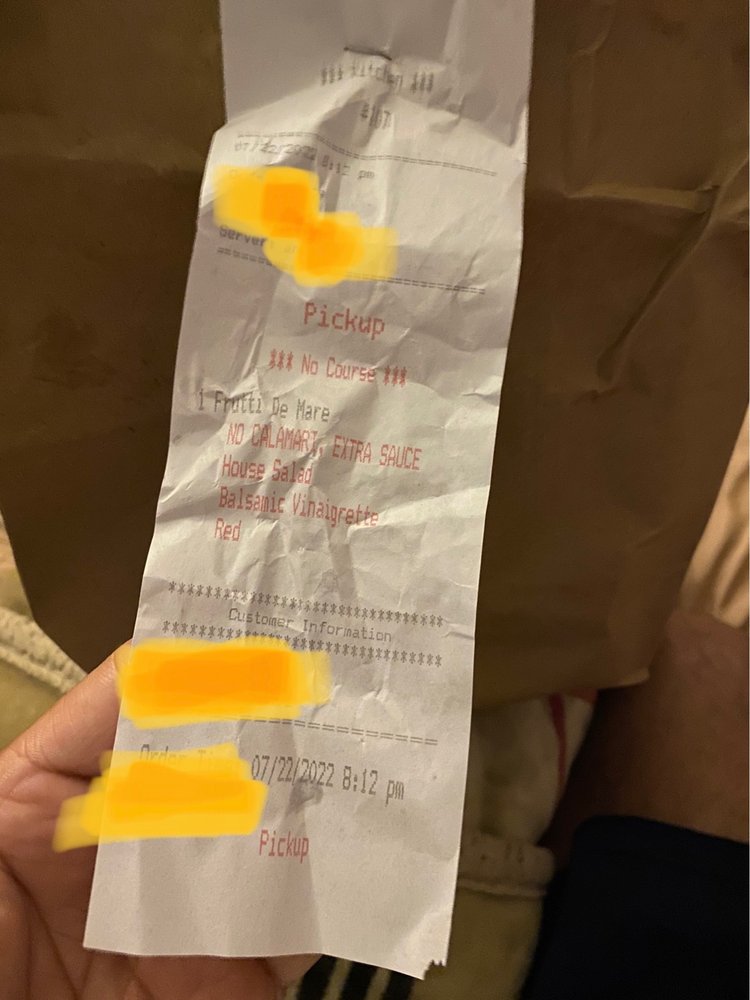 *** Kitchen ***
07/22/2022 8:12 pm
Server
Pickup
*** No Course ***
1 Frutti De Mare
NO CALAMARI, EXTRA SAUCE
House Salad
Balsamic Vinaigrette
Red
Customer Information
07/22/2022 8:12 pm
Pickup